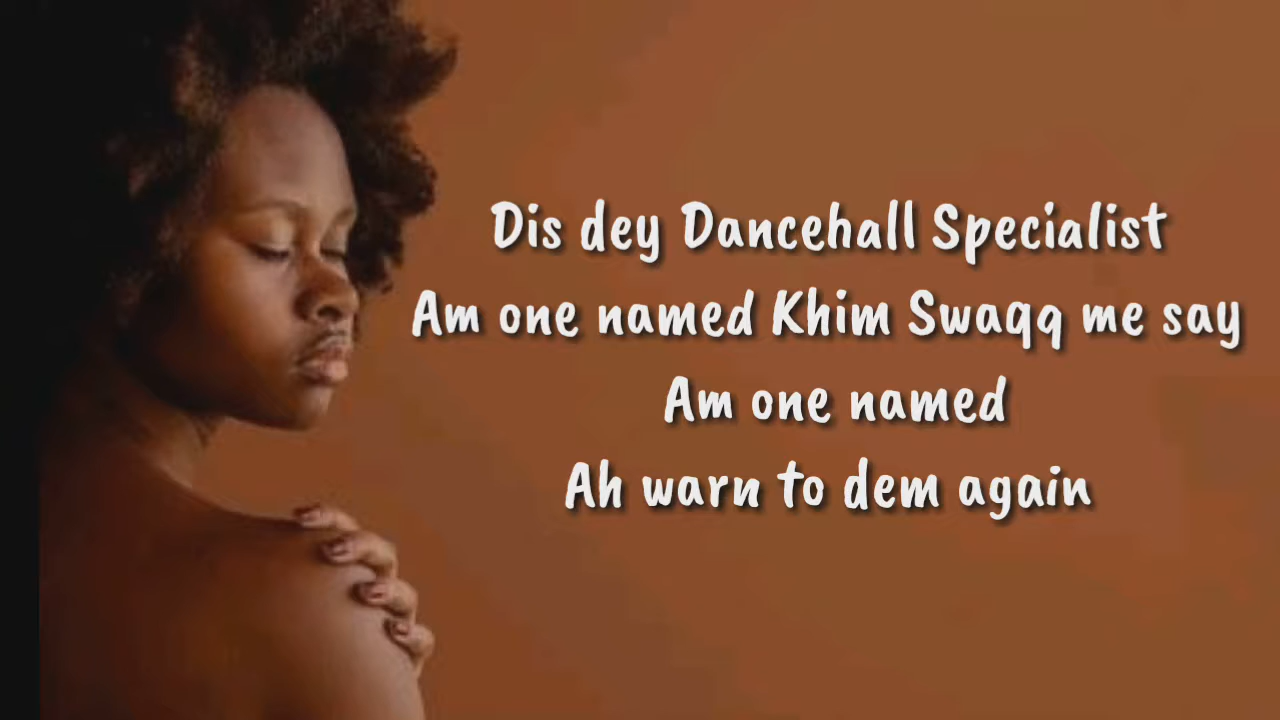 Dis dey Dancehall Specialist
Am one named Khim Swaqq me say
Am one named
Ah warn to dem again